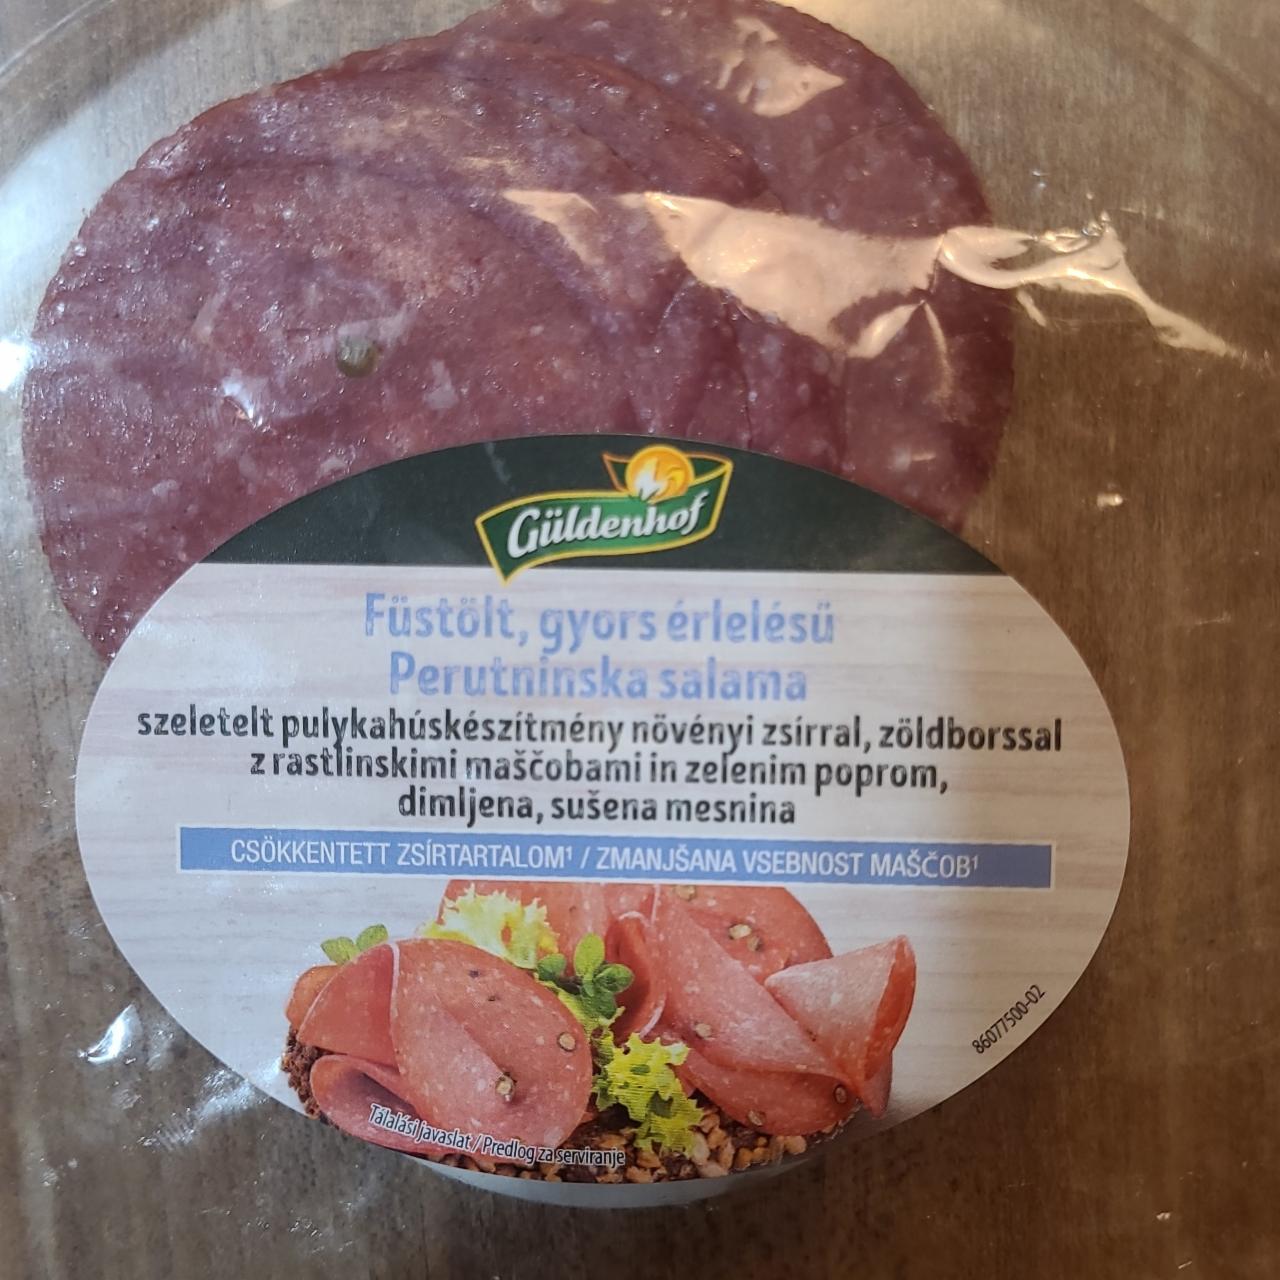 Güldenhof
Füstölt, gyors érlelésű
Perutninska salama
szeletelt pulykahúskészítmény növényi zsírral, zöldborssal
z rastlinskimi maščobami in zelenim poprom,
dimljena, sušena mesnina
CSÖKKENTETT ZSÍRTARTALOM¹ / ZMANJŠANA VSEBNOST MAŠČOB¹
86077500-02
Tálalási javaslat / Predlog za serviranje